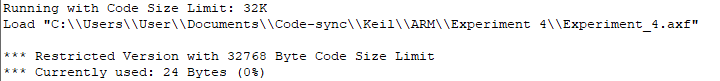 Running with Code Size Limit: 32K
Load "C:\\Users\\User\\Documents\\Code-sync\\Keil\\ARM\\Experiment 4\\Experiment_4.axf"
*** Restricted Version with 32768 Byte Code Size Limit
*** Currently used: 24 Bytes (0%)